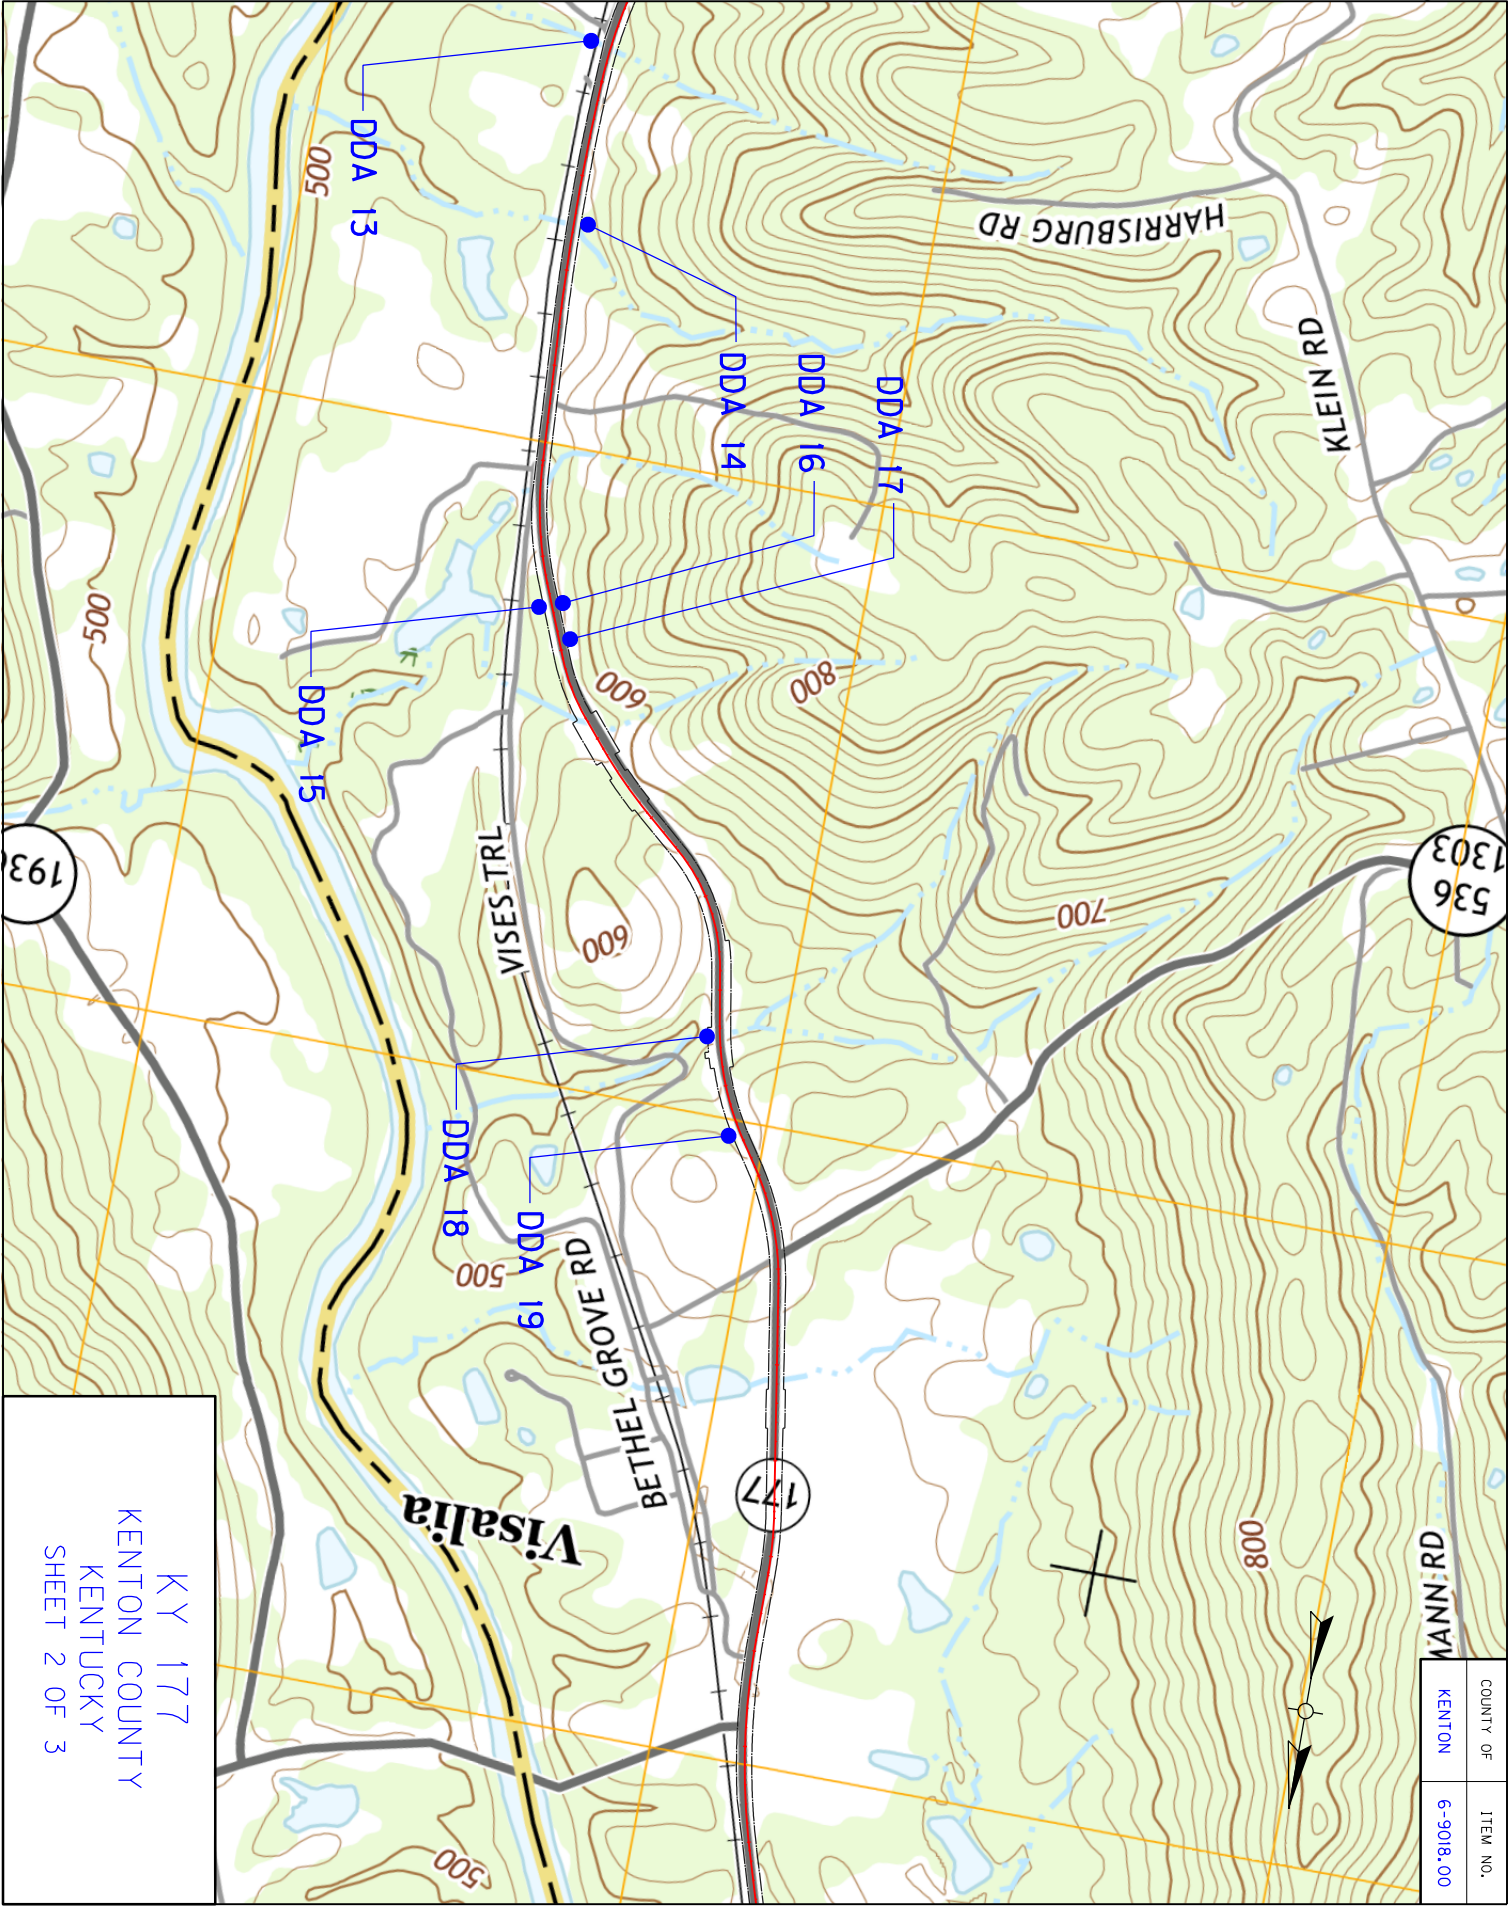 DDA 13
DDA 14
DDA 16
DDA 17
DDA 15
DDA 18
DDA 19
HARRISBURG RD
KLEIN RD
VISES TRL
BETHEL GROVE RD
MANN RD
Visalia
500
500
600
800
600
700
500
800
500
1303
536
177
KY 177
KENTON COUNTY
KENTUCKY
SHEET 2 OF 3
COUNTY OF
ITEM NO.
KENTON
6-9018.00